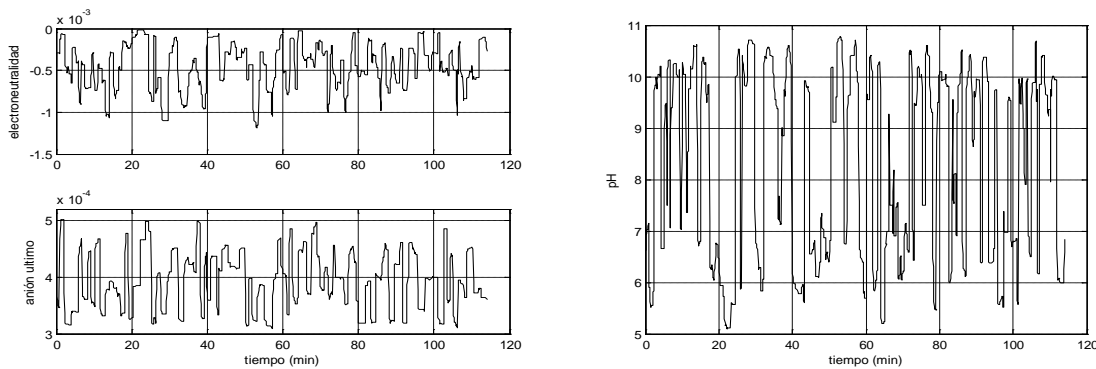 x 10⁻³
0
-0.5
-1
-1.5
electroneutralidad
0 20 40 60 80 100 120
x 10⁻⁴
5
4
3
anión ultimo
0 20 40 60 80 100 120
tiempo (min)
11
10
9
8
7
6
5
pH
0 20 40 60 80 100 120
tiempo (min)